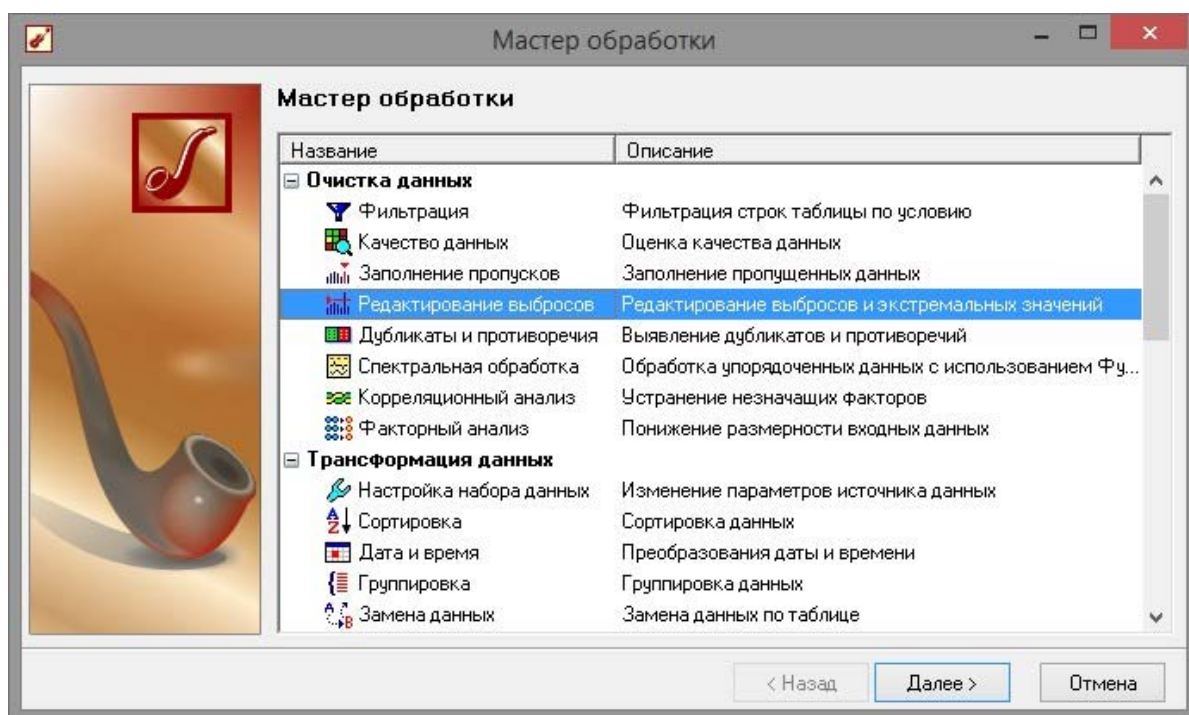 Мастер обработки
Мастер обработки
Название Описание
Очистка данных
Фильтрация Фильтрация строк таблицы по условию
Качество данных Оценка качества данных
Заполнение пропусков Заполнение пропущенных данных
Редактирование выбросов Редактирование выбросов и экстремальных значений
Дубликаты и противоречия Выявление дубликатов и противоречий
Спектральная обработка Обработка упорядоченных данных с использованием Фу...
Корреляционный анализ Устранение незначащих факторов
Факторный анализ Понижение размерности входных данных
Трансформация данных
Настройка набора данных Изменение параметров источника данных
Сортировка Сортировка данных
Дата и время Преобразования даты и времени
Группировка Группировка данных
Замена данных Замена данных по таблице
< Назад Далее > Отмена